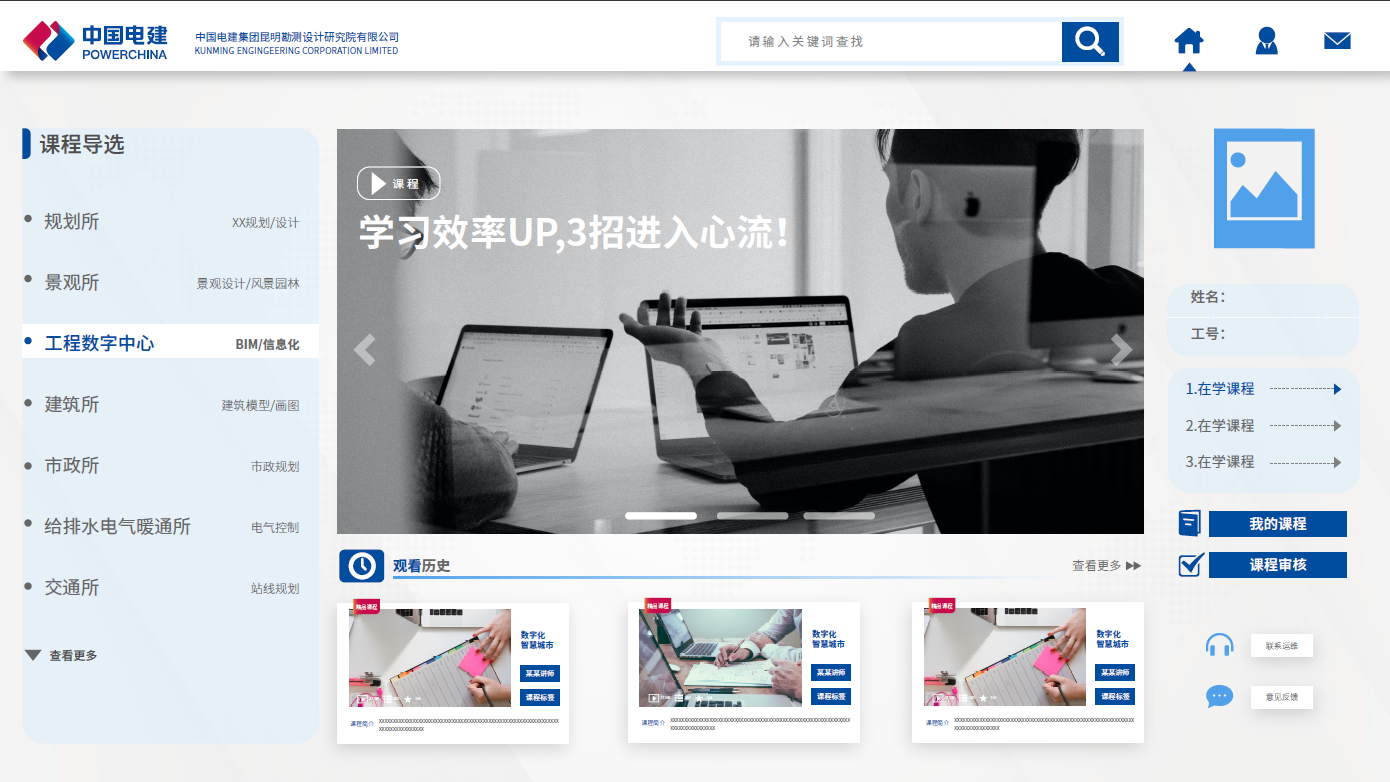 中国电建
POWERCHINA
中国电建集团昆明勘测设计研究院有限公司
KUNMING ENGINGEERING CORPORATION LIMITED
请输入关键词查找
课程导选
规划所 XX规划/设计
景观所 景观设计/风景园林
工程数字中心 BIM/信息化
建筑所 建筑模型/画图
市政所 市政规划
给排水电气暖通所 电气控制
交通所 站线规划
查看更多
课程
学习效率UP,3招进入心流!
观看历史
查看更多
精品课程
数字化
智慧城市
某某讲师
课程标签
课程简介
精品课程
数字化
智慧城市
某某讲师
课程标签
课程简介
精品课程
数字化
智慧城市
某某讲师
课程标签
课程简介
姓名：
工号：
1.在学课程
2.在学课程
3.在学课程
我的课程
课程审核
联系运维
意见反馈